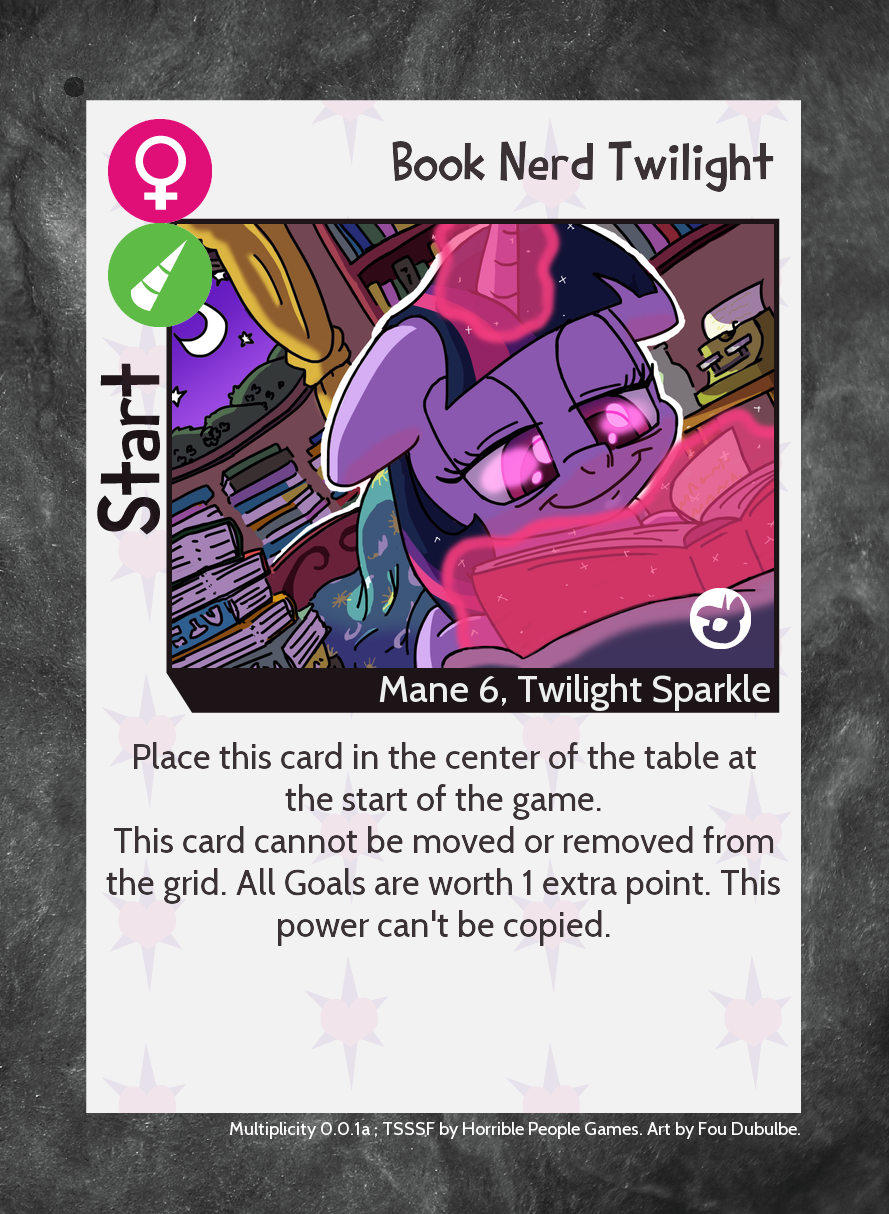 Book Nerd Twilight
Start
Mane 6, Twilight Sparkle
Place this card in the center of the table at
the start of the game.
This card cannot be moved or removed from
the grid. All Goals are worth 1 extra point. This
power can't be copied.
Multiplicity 0.0.1a ; TSSSF by Horrible People Games. Art by Fou Dubulbe.